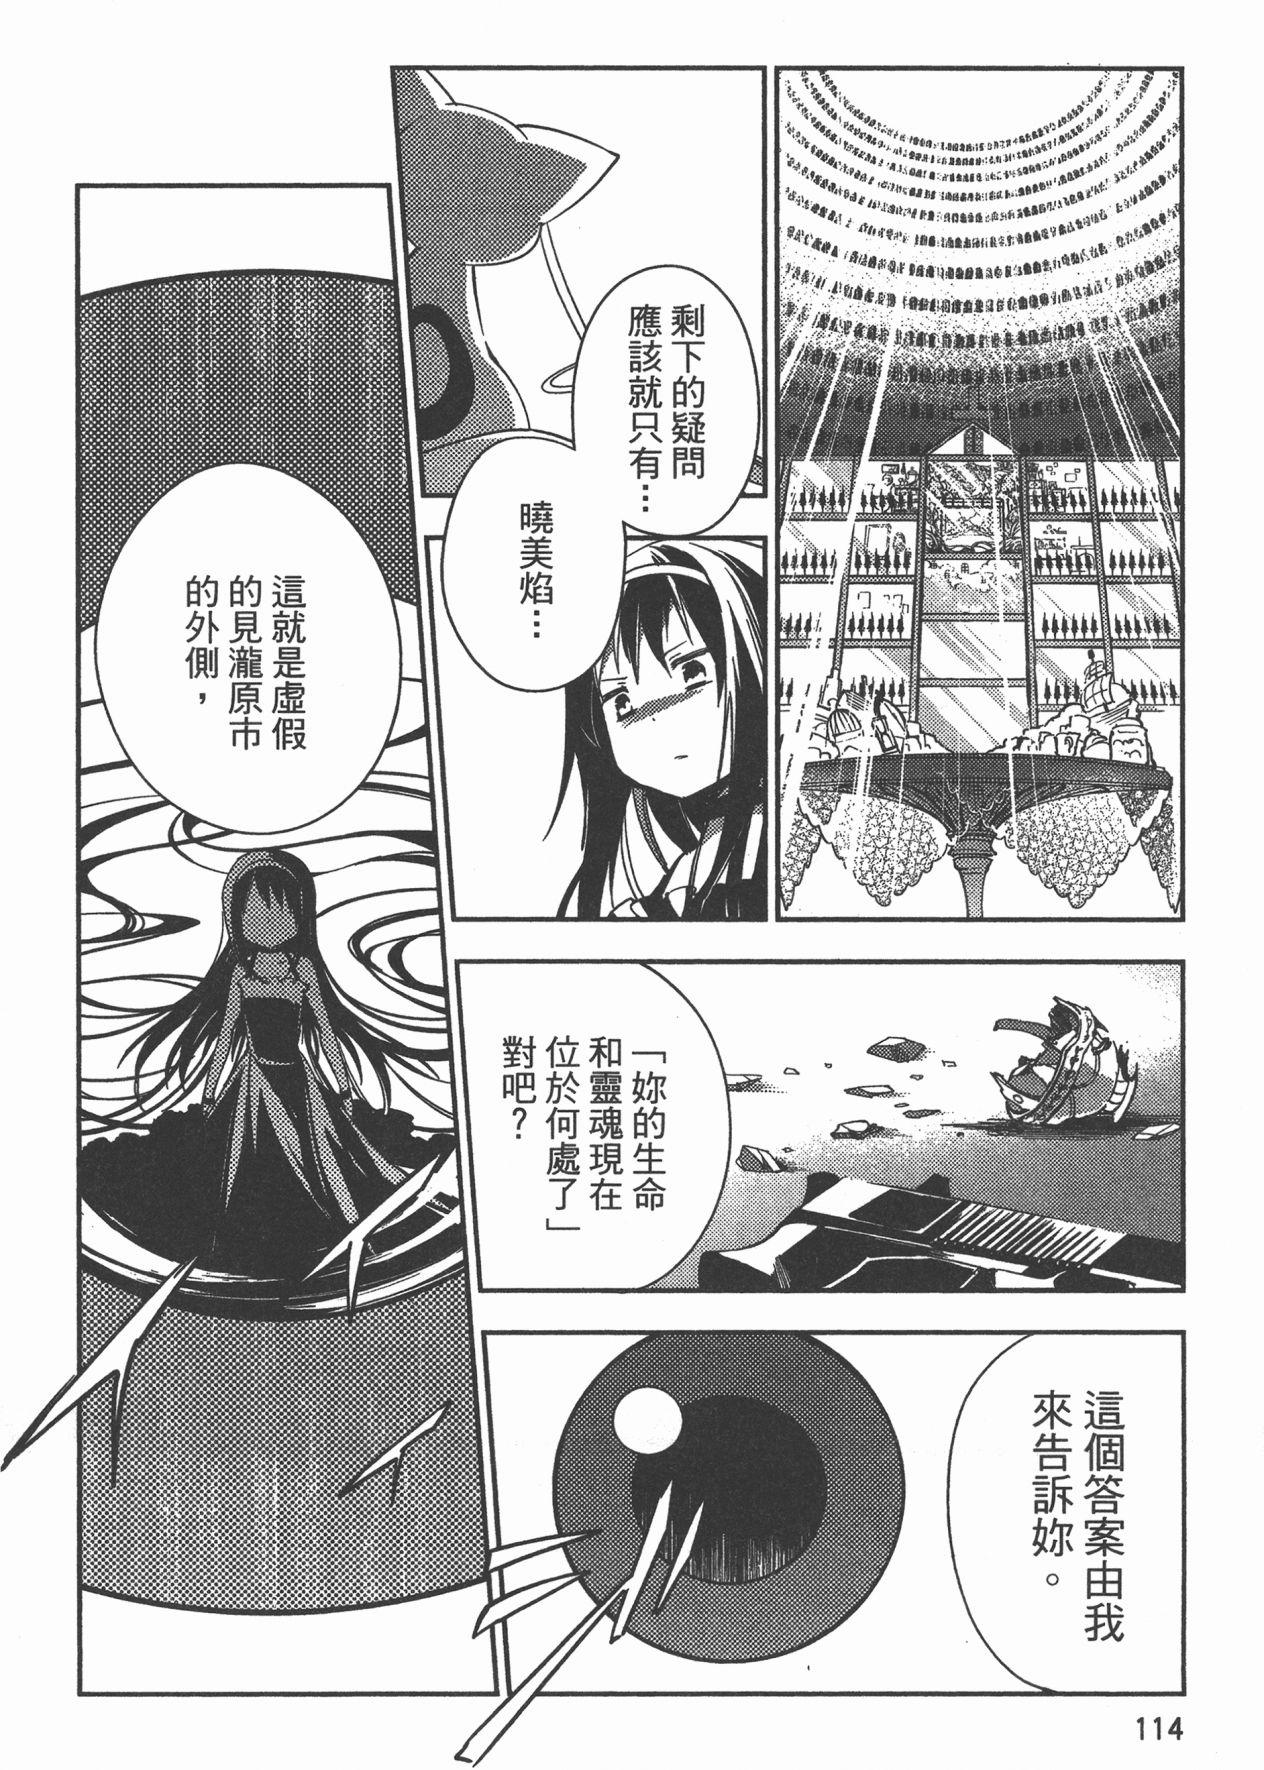 剩下的疑問
應該就只有…
曉美焰…
「妳的生命
和靈魂現在
位於何處了」
對吧？
這個答案由我
來告訴妳。
這就是虛假
的見瀧原市
的外側，
114